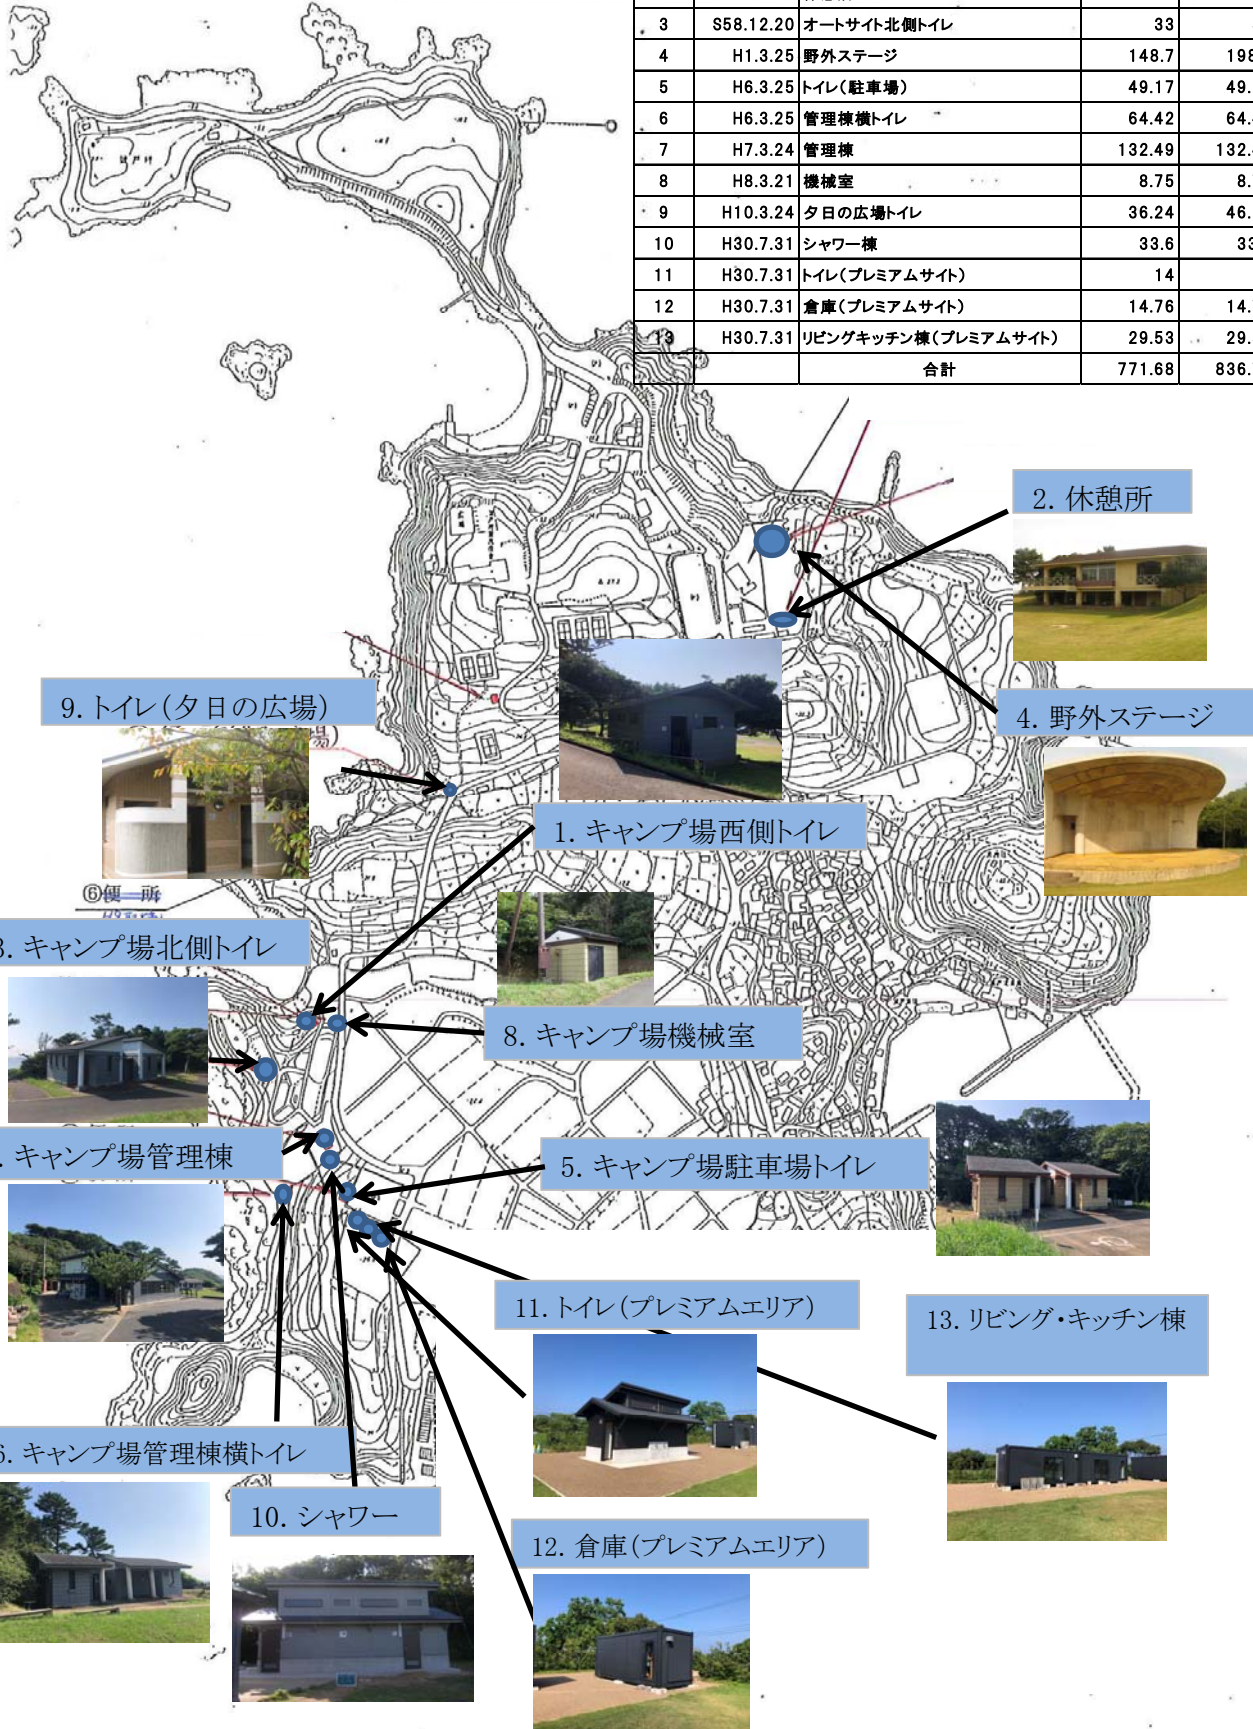 3 S58.12.20 オートサイト北側トイレ 33
4 H1.3.25 野外ステージ 148.7 198
5 H6.3.25 トイレ(駐車場) 49.17 49.
6 H6.3.25 管理棟横トイレ 64.42 64.
7 H7.3.24 管理棟 132.49 132.
8 H8.3.21 機械室 8.75 8.
9 H10.3.24 夕日の広場トイレ 36.24 46.
10 H30.7.31 シャワー棟 33.6 33
11 H30.7.31 トイレ(プレミアムサイト) 14
12 H30.7.31 倉庫(プレミアムサイト) 14.76 14.
13 H30.7.31 リビングキッチン棟(プレミアムサイト) 29.53 29.
合計 771.68 836.
2. 休憩所
9. トイレ(夕日の広場)
場)
4. 野外ステージ
1. キャンプ場西側トイレ
⑥便 所
3. キャンプ場北側トイレ
8. キャンプ場機械室
. キャンプ場管理棟
5. キャンプ場駐車場トイレ
11. トイレ(プレミアムエリア)
13. リビング・キッチン棟
6. キャンプ場管理棟横トイレ
10. シャワー
12. 倉庫(プレミアムエリア)